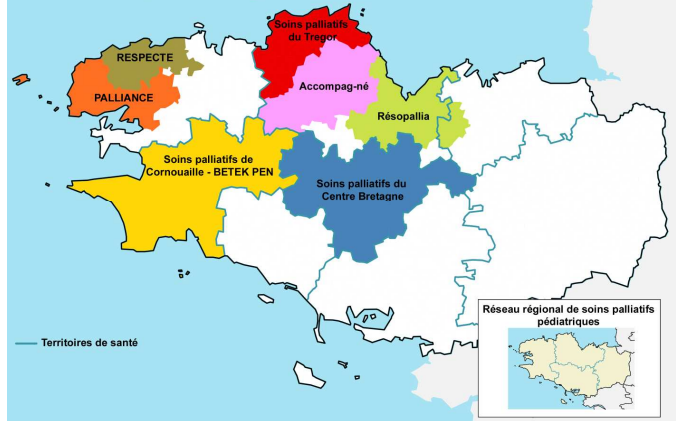 Soins palliatifs
du Tregor
RESPECTE
Accompag-né
PALLIANCE
Résopallia
Soins palliatifs de
Cornouaille - BETEK PEN
Soins palliatifs du
Centre Bretagne
Réseau régional de soins palliatifs
pédiatriques
Territoires de santé